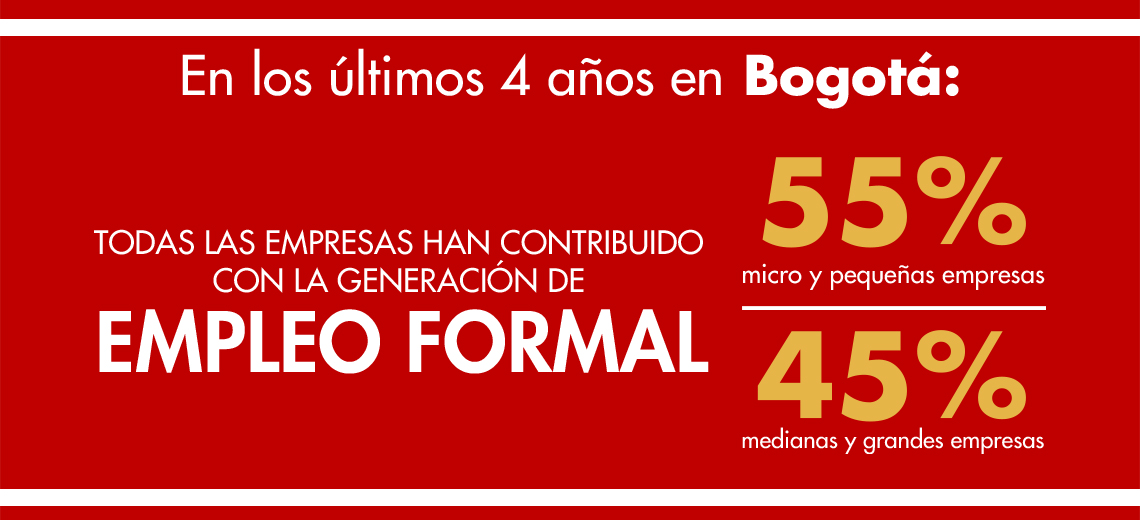 En los últimos 4 años en Bogotá:
TODAS LAS EMPRESAS HAN CONTRIBUIDO
CON LA GENERACIÓN DE
EMPLEO FORMAL
55%
micro y pequeñas empresas
45%
medianas y grandes empresas